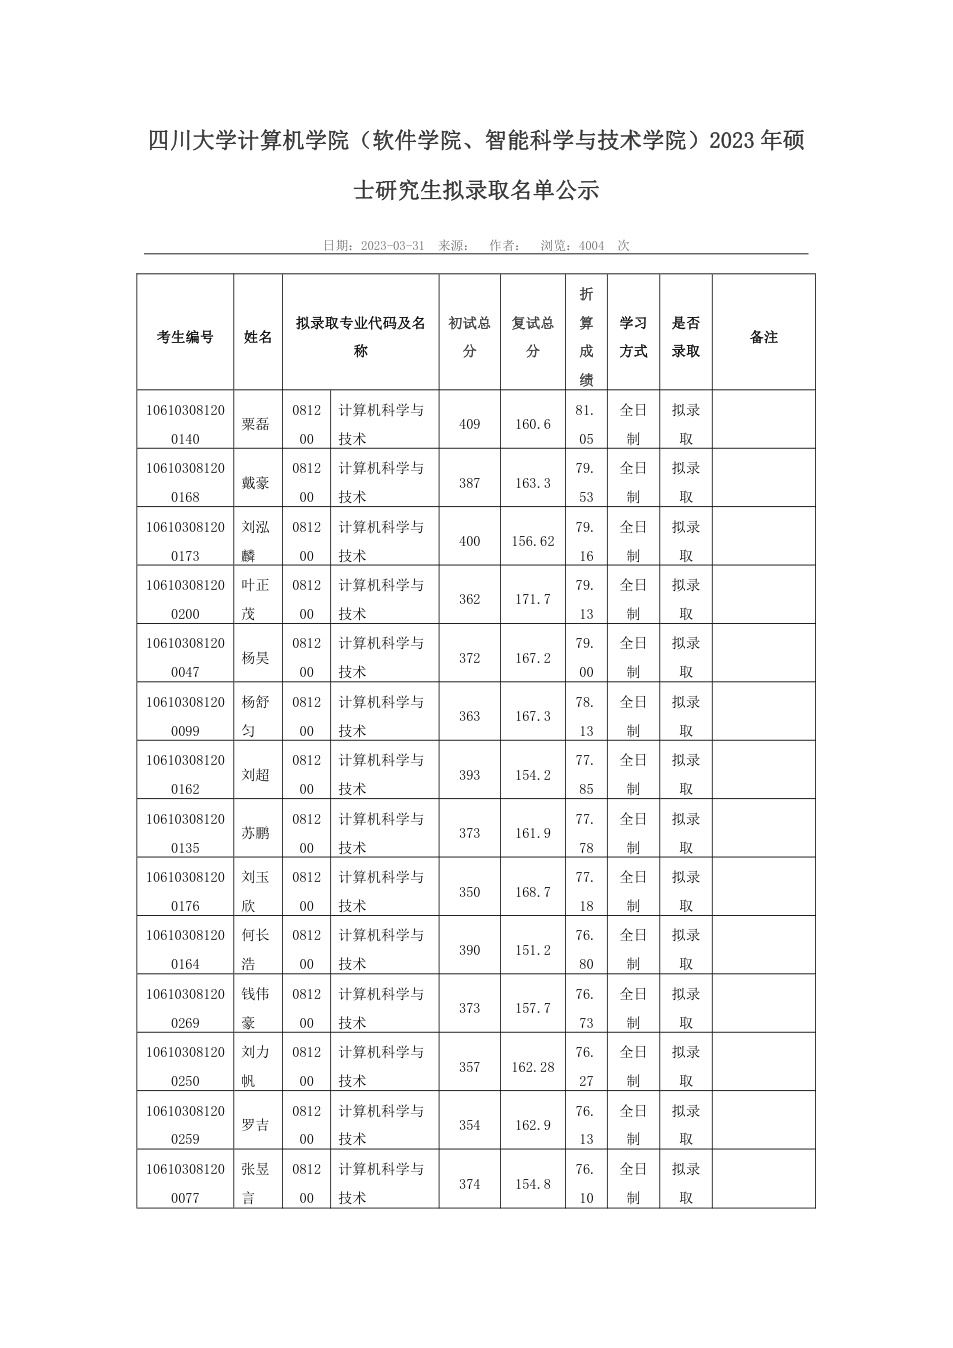 四川大学计算机学院（软件学院、智能科学与技术学院）2023 年硕
士研究生拟录取名单公示
日期：2023-03-31 来源： 作者： 浏览：4004 次
考生编号 姓名 拟录取专业代码及名称 初试总分 复试总分 折算成绩 学习方式 是否录取 备注
106103081200140 粟磊 081200 计算机科学与技术 409 160.6 81.05 全日制 拟录取
106103081200168 戴豪 081200 计算机科学与技术 387 163.3 79.53 全日制 拟录取
106103081200173 刘泓麟 081200 计算机科学与技术 400 156.62 79.16 全日制 拟录取
106103081200200 叶正茂 081200 计算机科学与技术 362 171.7 79.13 全日制 拟录取
106103081200047 杨昊 081200 计算机科学与技术 372 167.2 79.00 全日制 拟录取
106103081200099 杨舒匀 081200 计算机科学与技术 363 167.3 78.13 全日制 拟录取
106103081200162 刘超 081200 计算机科学与技术 393 154.2 77.85 全日制 拟录取
106103081200135 苏鹏 081200 计算机科学与技术 373 161.9 77.78 全日制 拟录取
106103081200176 刘玉欣 081200 计算机科学与技术 350 168.7 77.18 全日制 拟录取
106103081200164 何长浩 081200 计算机科学与技术 390 151.2 76.80 全日制 拟录取
106103081200269 钱伟豪 081200 计算机科学与技术 373 157.7 76.73 全日制 拟录取
106103081200250 刘力帆 081200 计算机科学与技术 357 162.28 76.27 全日制 拟录取
106103081200259 罗吉 081200 计算机科学与技术 354 162.9 76.13 全日制 拟录取
106103081200077 张昱言 081200 计算机科学与技术 374 154.8 76.10 全日制 拟录取